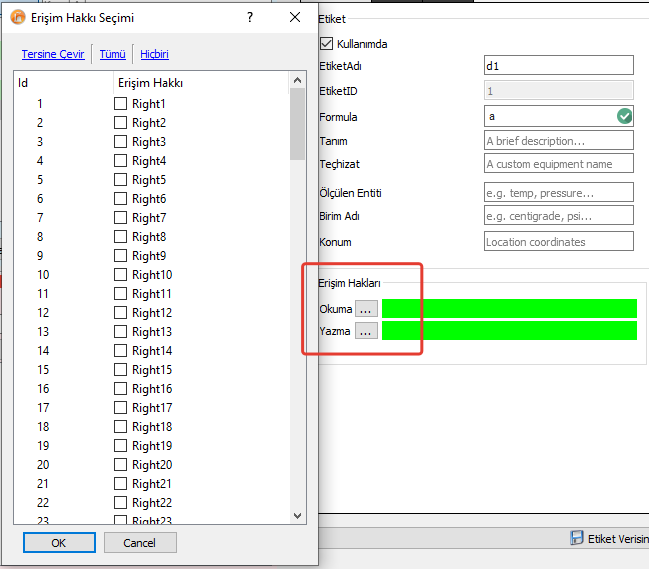 Erişim Hakkı Seçimi
?
Tersine Çevir
Tümü
Hiçbiri
Id Erişim Hakkı
1 Right1
2 Right2
3 Right3
4 Right4
5 Right5
6 Right6
7 Right7
8 Right8
9 Right9
10 Right10
11 Right11
12 Right12
13 Right13
14 Right14
15 Right15
16 Right16
17 Right17
18 Right18
19 Right19
20 Right20
21 Right21
22 Right22
23 Right23
OK
Cancel
Etiket
Kullanımda
EtiketAdı d1
EtiketID 1
Formula a
Tanım A brief description...
Teçhizat A custom equipment name
Ölçülen Entiti e.g. temp, pressure...
Birim Adı e.g. centigrade, psi...
Konum Location coordinates
Erişim Hakları
Okuma ...
Yazma ...
Etiket Verisin